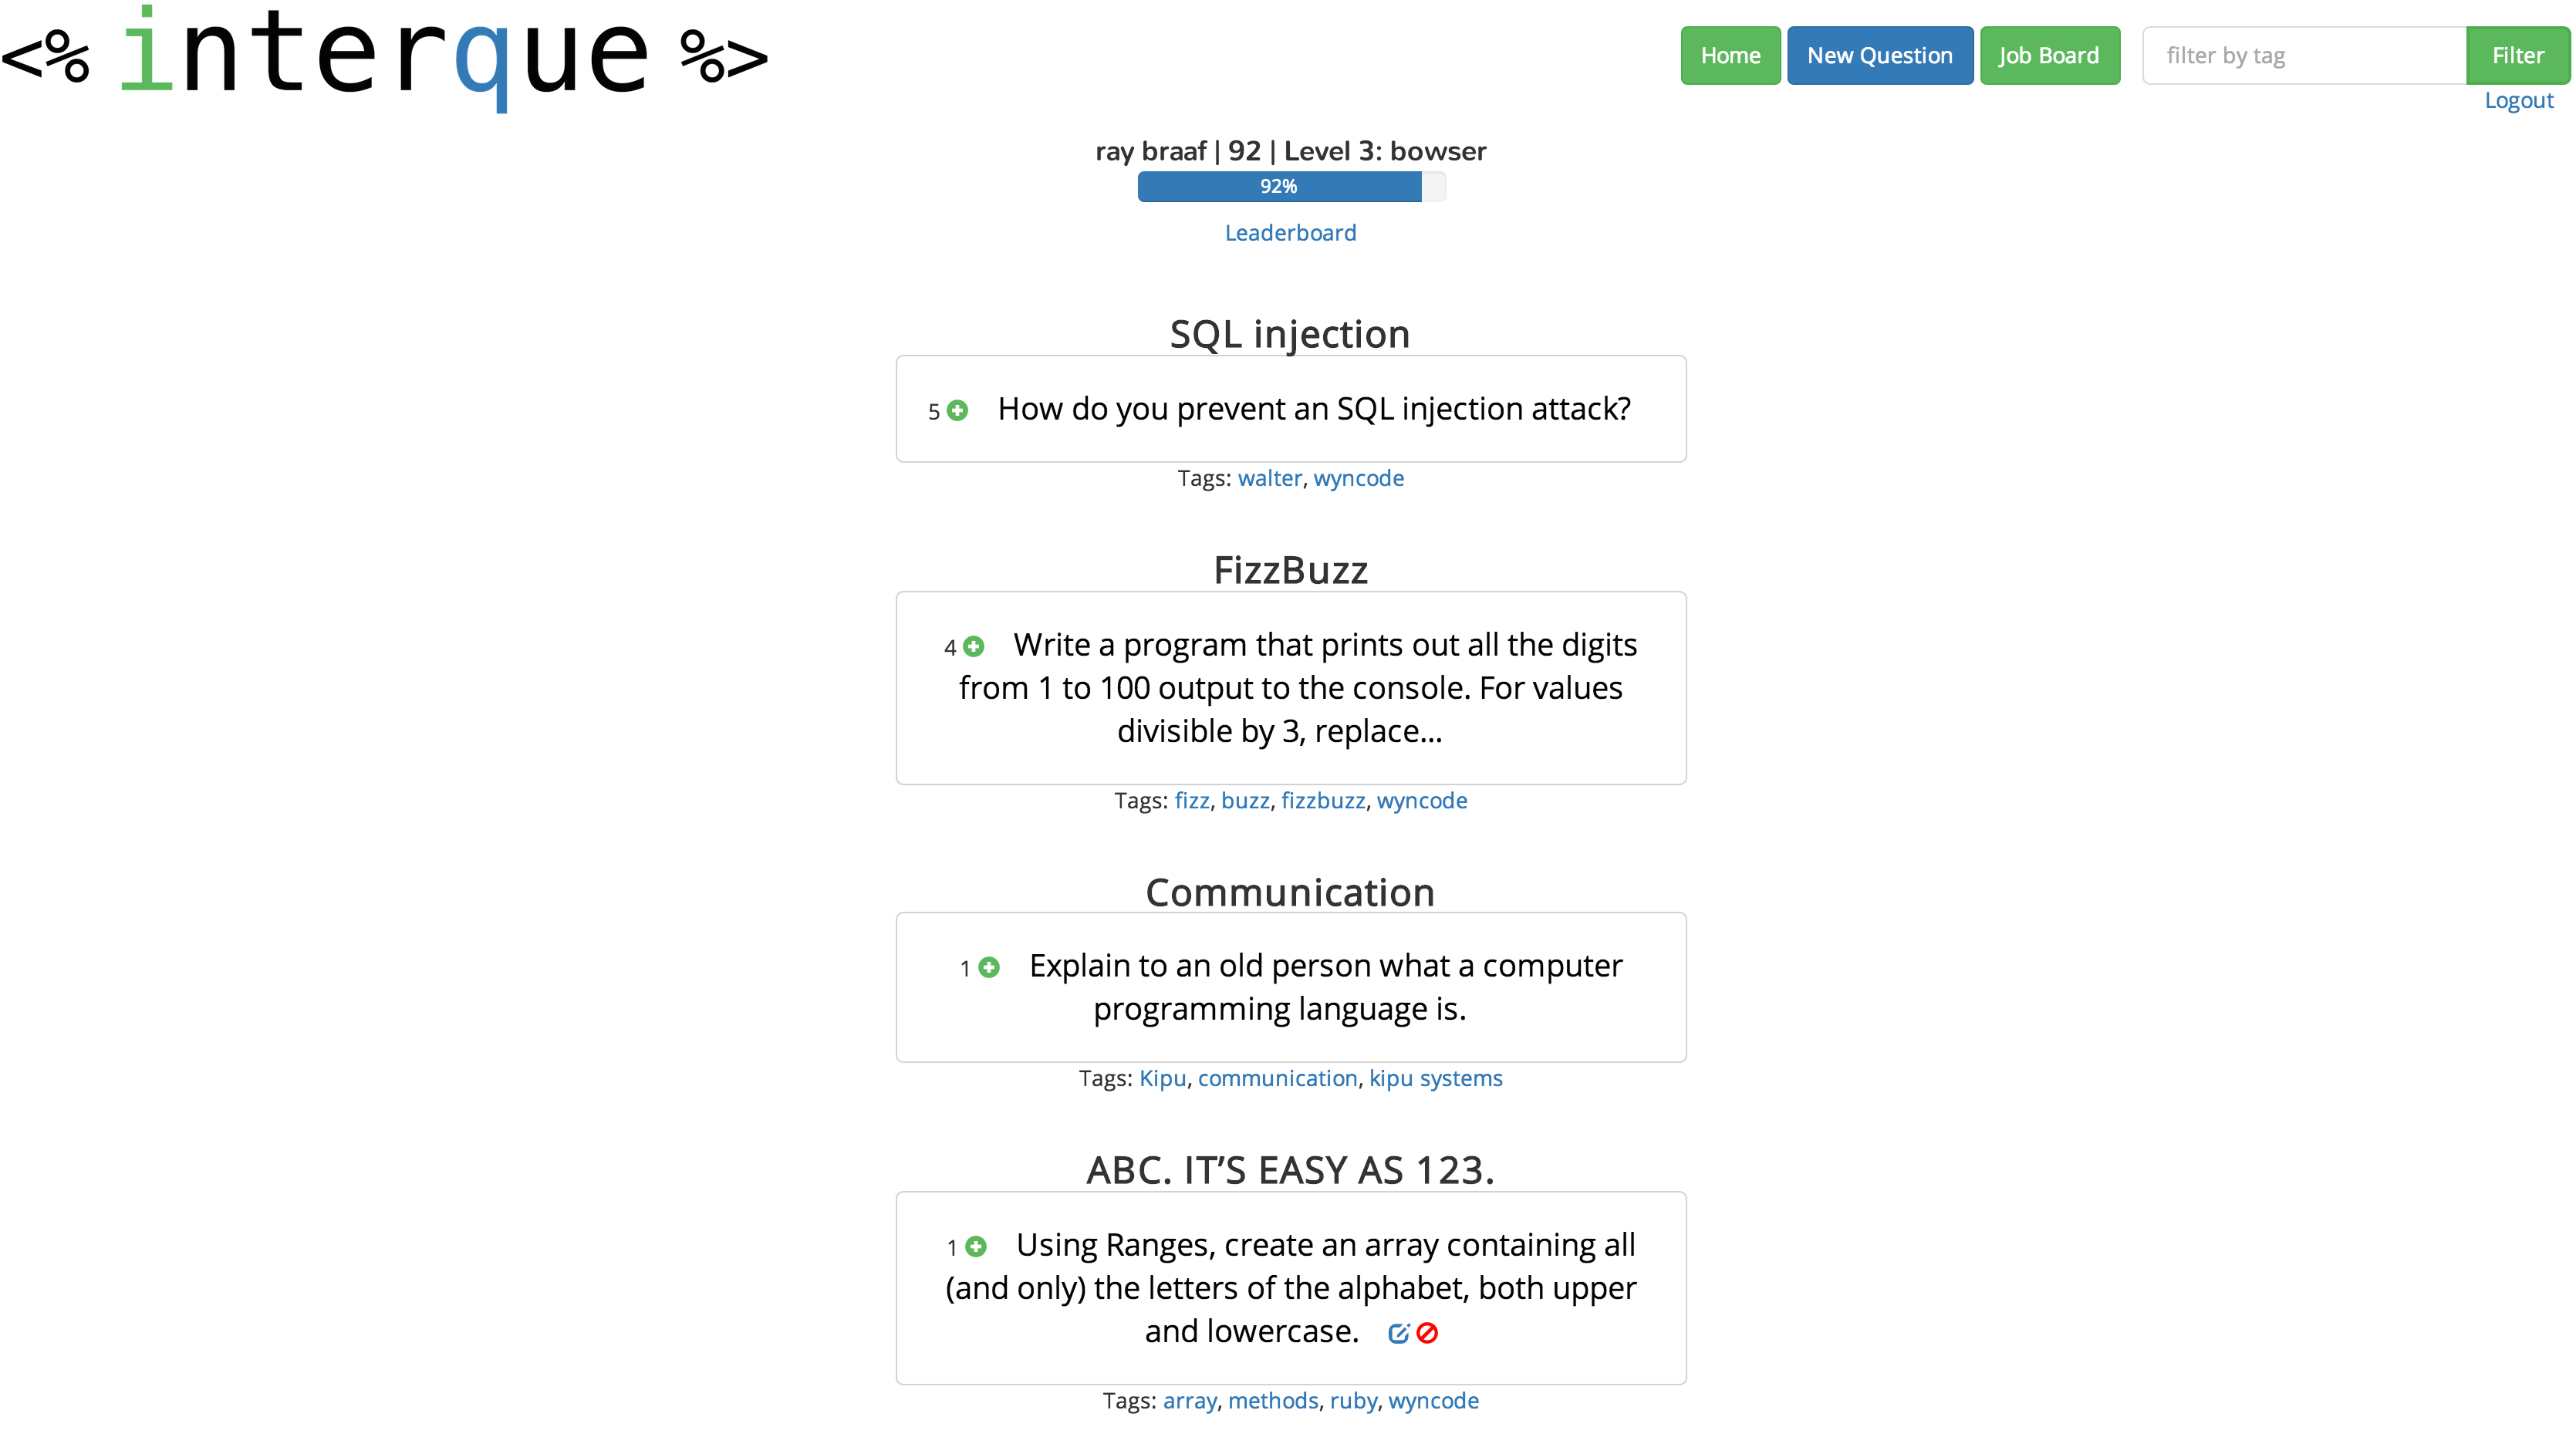 <% interque %>
Home New Question Job Board filter by tag Filter
Logout
ray braaf | 92 | Level 3: bowser
92%
Leaderboard
SQL injection
5 How do you prevent an SQL injection attack?
Tags: walter, wyncode
FizzBuzz
4 Write a program that prints out all the digits
from 1 to 100 output to the console. For values
divisible by 3, replace...
Tags: fizz, buzz, fizzbuzz, wyncode
Communication
1 Explain to an old person what a computer
programming language is.
Tags: Kipu, communication, kipu systems
ABC. IT’S EASY AS 123.
1 Using Ranges, create an array containing all
(and only) the letters of the alphabet, both upper
and lowercase.
Tags: array, methods, ruby, wyncode